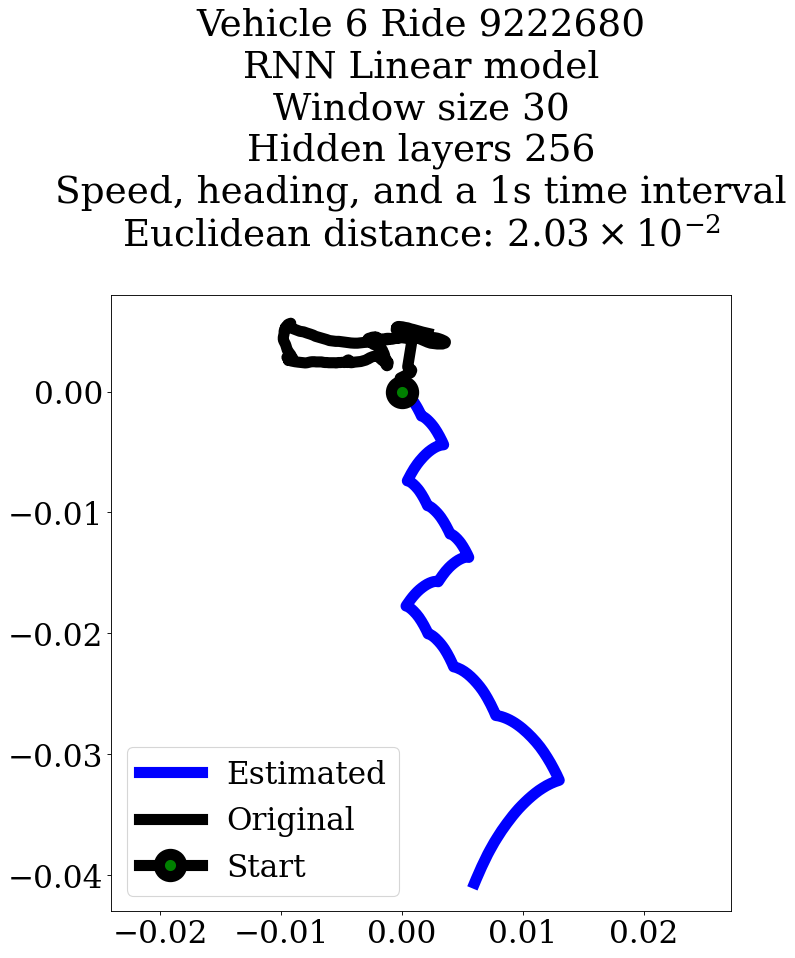 Vehicle 6 Ride 9222680
RNN Linear model
Window size 30
Hidden layers 256
Speed, heading, and a 1s time interval
Euclidean distance: 2.03 × 10⁻²
0.00
−0.01
−0.02
−0.03
−0.04
Estimated
Original
Start
−0.02 −0.01 0.00 0.01 0.02